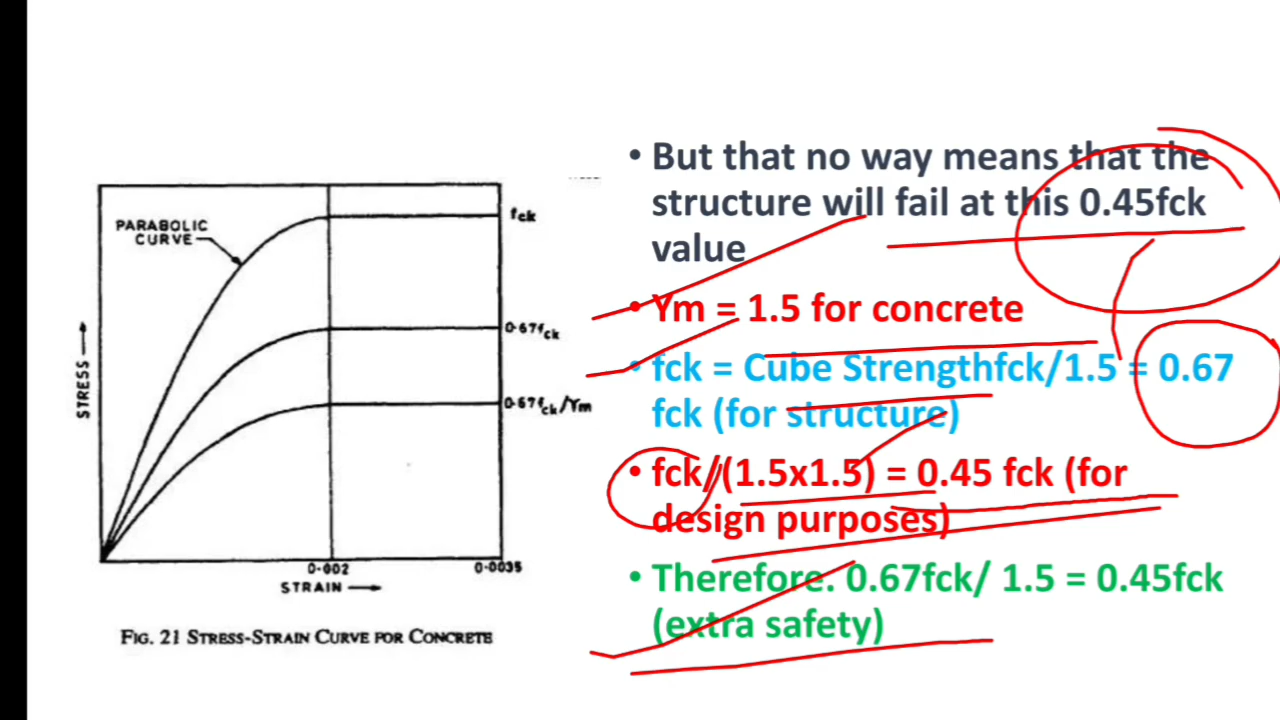 PARABOLIC
CURVE
fck
0.67fck
0.67fck/Ym
STRESS
0.002
0.0035
STRAIN
FIG. 21 STRESS-STRAIN CURVE FOR CONCRETE
• But that no way means that the
structure will fail at this 0.45fck
value
• Ym = 1.5 for concrete
• fck = Cube Strengthfck/1.5 = 0.67
fck (for structure)
• fck/(1.5x1.5) = 0.45 fck (for
design purposes)
• Therefore. 0.67fck/ 1.5 = 0.45fck
(extra safety)